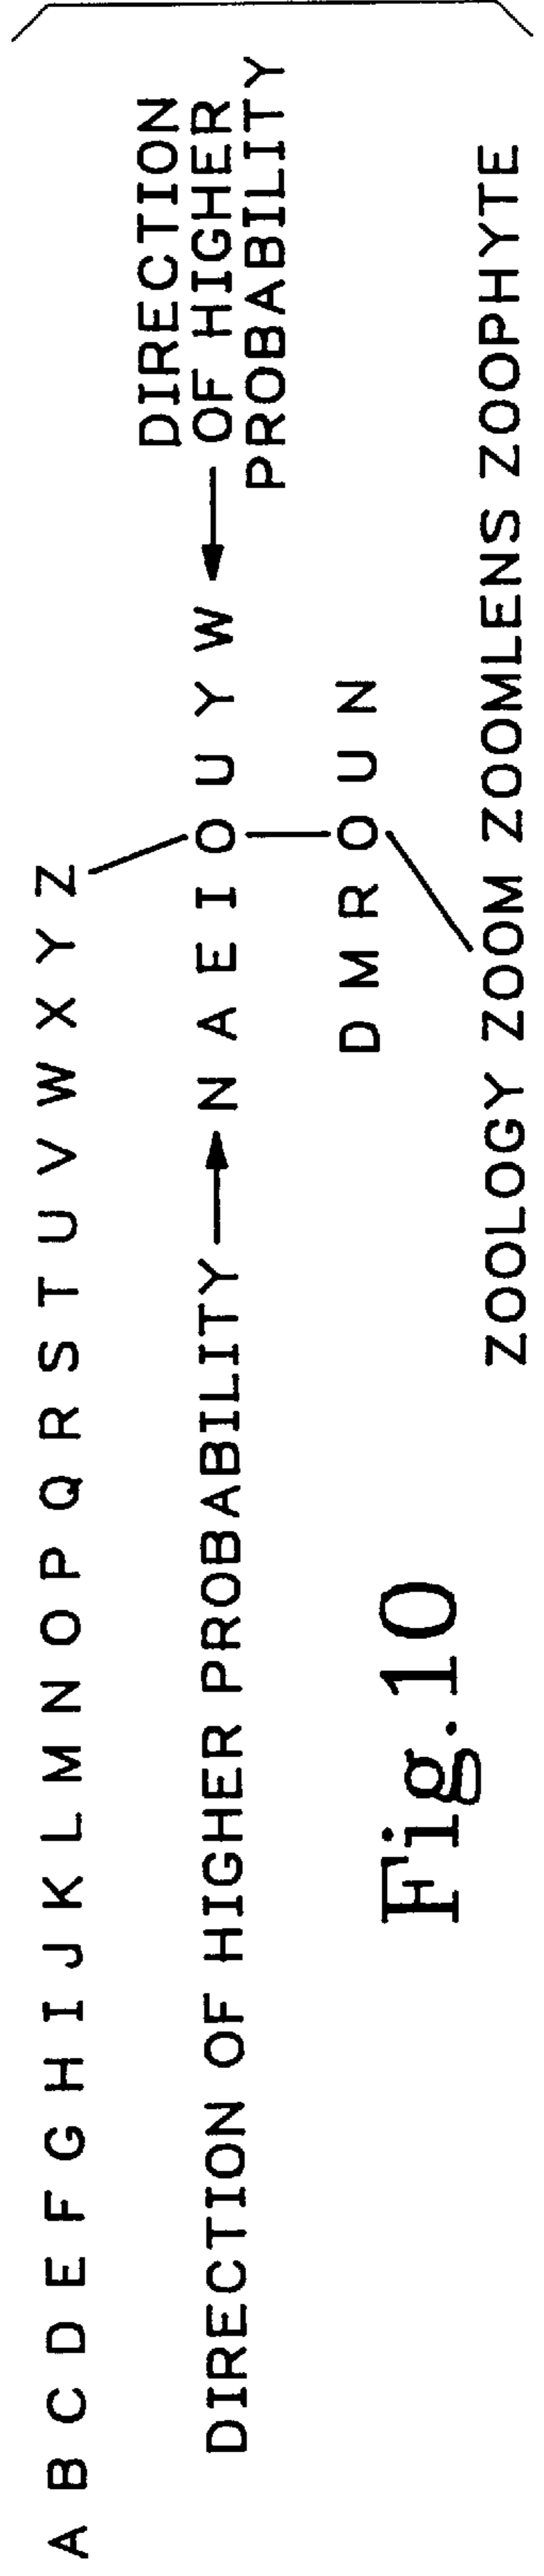 A B C D E F G H I J K L M N O P Q R S T U V W X Y Z
DIRECTION OF HIGHER PROBABILITY N A E I O U Y W
DIRECTION
OF HIGHER
PROBABILITY
D M R O U N
ZOOLOGY ZOOM ZOOMLENS ZOOPHYTE
Fig.10